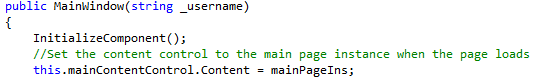 public MainWindow(string _username)
{
InitializeComponent();
//Set the content control to the main page instance when the page loads
this.mainContentControl.Content = mainPageIns;